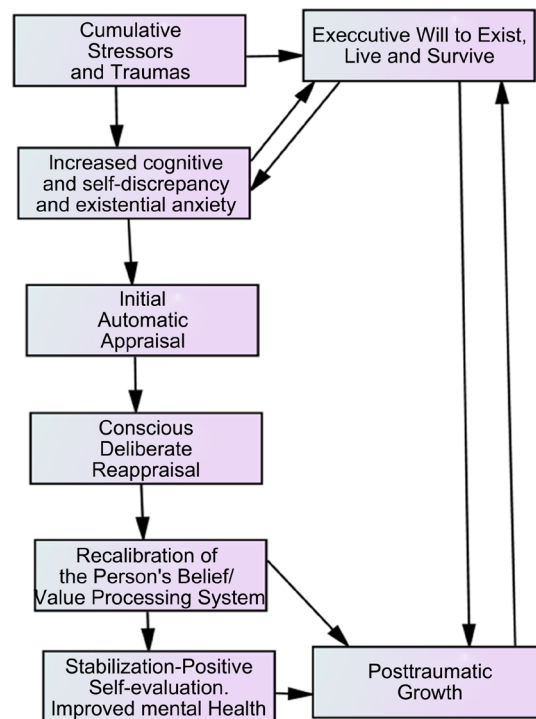 Cumulative
Stressors
and Traumas
Execcutive Will to Exist,
Live and Survive
Increased cognitive
and self-discrepancy
and existential anxiety
Initial
Automatic
Appraisal
Conscious
Deliberate
Reappraisal
Recalibration of
the Person's Belief/
Value Processing System
Stabilization-Positive
Self-evaluation.
Improved mental Health
Posttraumatic
Growth